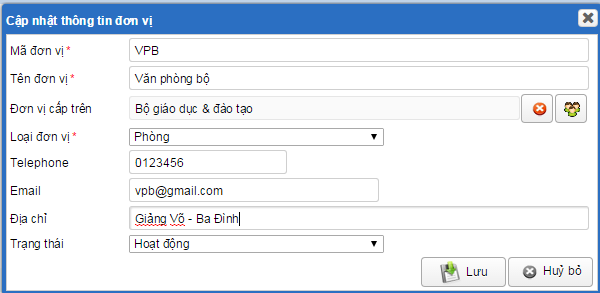 Cập nhật thông tin đơn vị
Mã đơn vị * VPB
Tên đơn vị * Văn phòng bộ
Đơn vị cấp trên Bộ giáo dục & đảo tạo
Loại đơn vị * Phòng
Telephone 0123456
Email vpb@gmail.com
Địa chỉ Giảng Võ - Ba Đình
Trạng thái Hoạt động
Lưu Huỷ bỏ